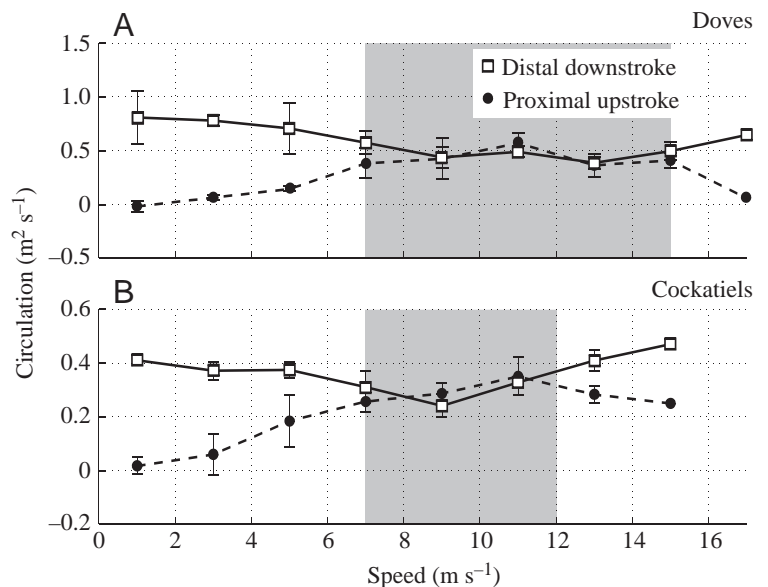 A
Doves
1.5
Distal downstroke
1.0
Proximal upstroke
0.5
0
–0.5
B
Cockatiels
0.6
0.4
0.2
0
–0.2
Circulation (m² s⁻¹)
0 2 4 6 8 10 12 14 16
Speed (m s⁻¹)